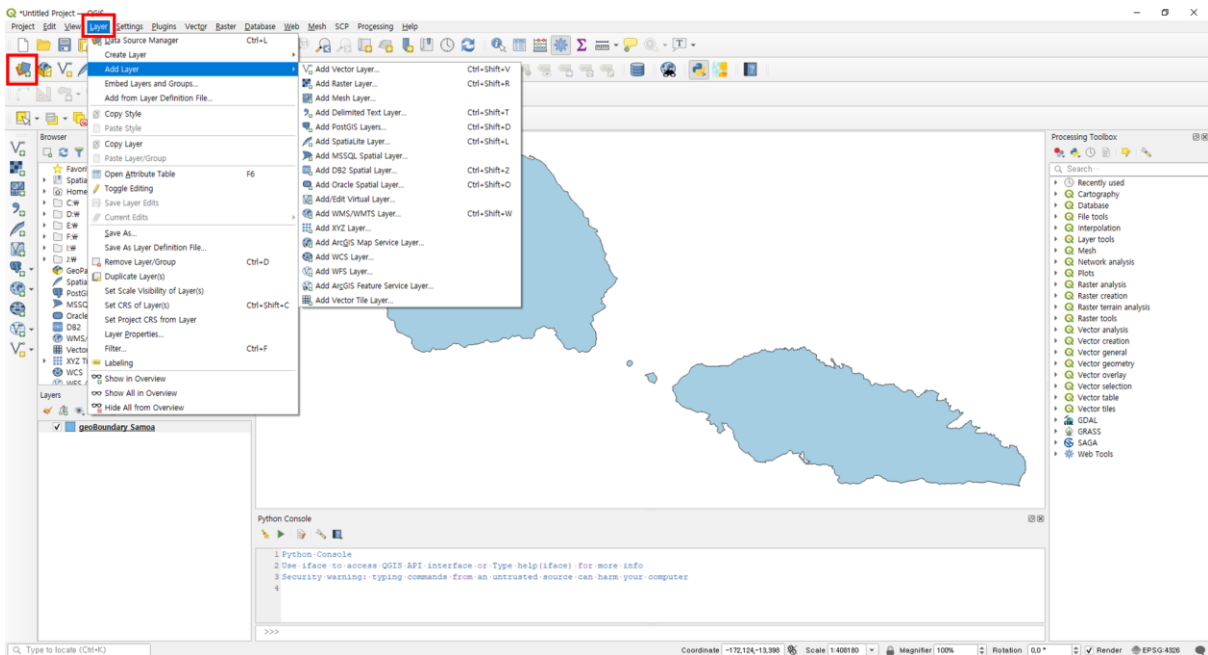 *Untitled Project — QGIS
Project Edit View Layer Settings Plugins Vector Raster Database Web Mesh SCP Processing Help
Data Source Manager Ctrl+L
Create Layer
Add Layer
Embed Layers and Groups...
Add from Layer Definition File...
Copy Style
Paste Style
Copy Layer
Paste Layer/Group
Open Attribute Table F6
Toggle Editing
Save Layer Edits
Current Edits
Save As...
Save As Layer Definition File...
Remove Layer/Group Ctrl+D
Duplicate Layer(s)
Set Scale Visibility of Layer(s)
Set CRS of Layer(s) Ctrl+Shift+C
Set Project CRS from Layer
Layer Properties...
Filter... Ctrl+F
Labeling
Show in Overview
Show All in Overview
Hide All from Overview
Add Vector Layer... Ctrl+Shift+V
Add Raster Layer... Ctrl+Shift+R
Add Mesh Layer...
Add Delimited Text Layer... Ctrl+Shift+T
Add PostGIS Layers... Ctrl+Shift+D
Add SpatiaLite Layer... Ctrl+Shift+L
Add MSSQL Spatial Layer...
Add DB2 Spatial Layer... Ctrl+Shift+2
Add Oracle Spatial Layer... Ctrl+Shift+O
Add/Edit Virtual Layer...
Add WMS/WMTS Layer... Ctrl+Shift+W
Add XYZ Layer...
Add ArcGIS Map Service Layer...
Add WCS Layer...
Add WFS Layer...
Add ArcGIS Feature Service Layer...
Add Vector Tile Layer...
Browser
Favori
Spatia
Home
C:₩
D:₩
E:₩
F:₩
I:₩
J:₩
GeoPa
Spatia
PostGI
MSSQ
Oracle
DB2
WMS/
Vector
XYZ Ti
WCS
WFS /
Layers
geoBoundary_Samoa
Processing Toolbox
Search...
Recently used
Cartography
Database
File tools
Interpolation
Layer tools
Mesh
Network analysis
Plots
Raster analysis
Raster creation
Raster terrain analysis
Raster tools
Vector analysis
Vector creation
Vector general
Vector geometry
Vector overlay
Vector selection
Vector table
Vector tiles
GDAL
GRASS
SAGA
Web Tools
Python Console
1 Python Console
2 Use iface to access QGIS API interface or Type help(iface) for more info
3 Security warning: typing commands from an untrusted source can harm your computer
4
>>>
Type to locate (Ctrl+K)
Coordinate -172,124,-13,398 Scale 1:408180 Magnifier 100% Rotation 0,0 ° Render EPSG:4326